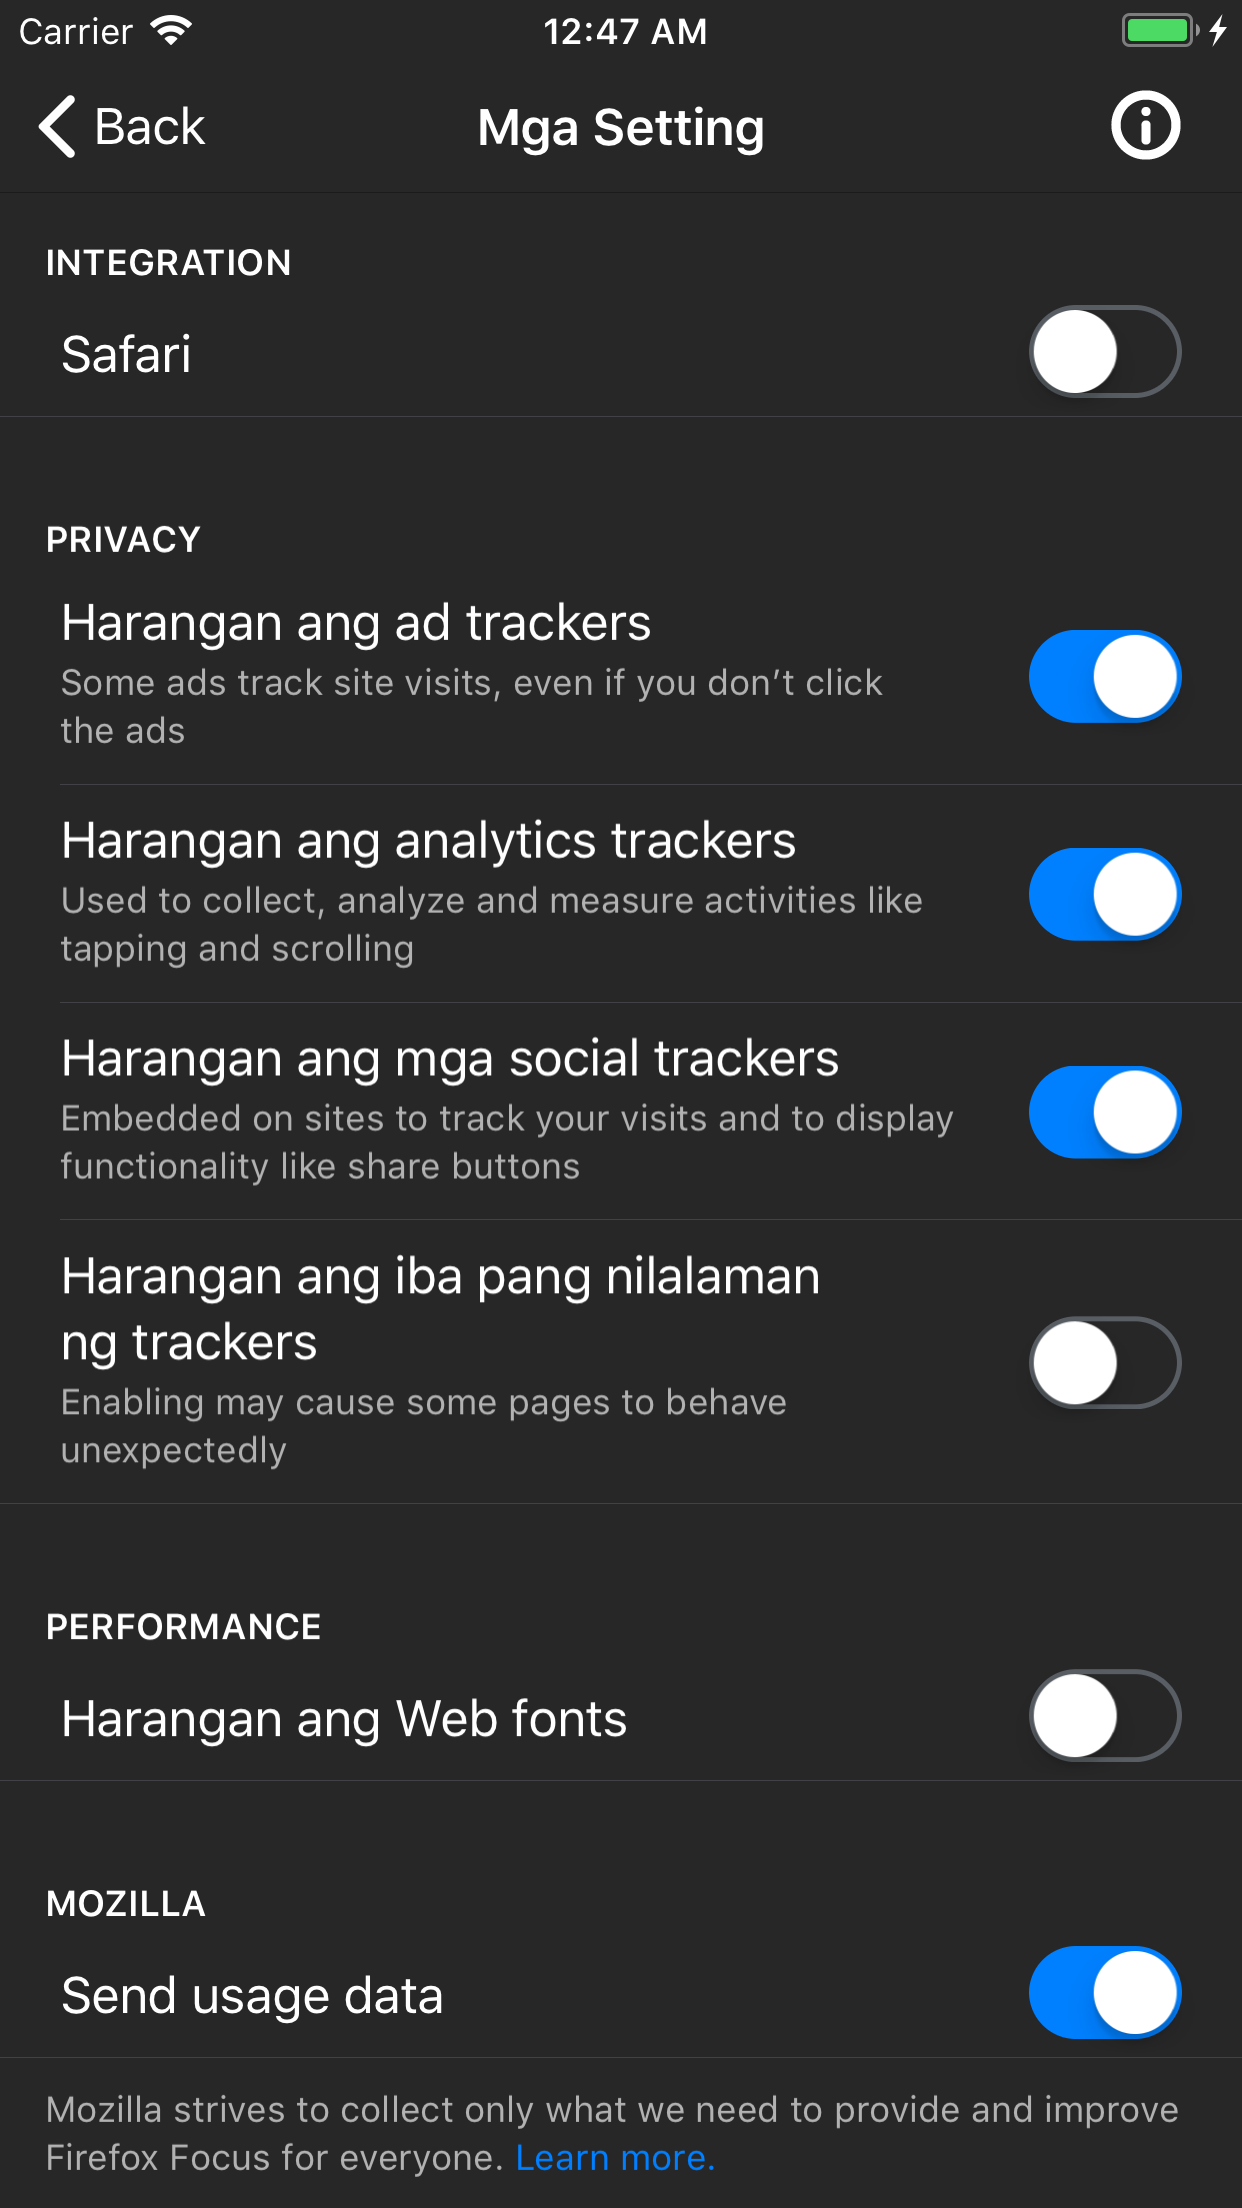 Carrier 12:47 AM
Back Mga Setting
INTEGRATION
Safari
PRIVACY
Harangan ang ad trackers
Some ads track site visits, even if you don’t click
the ads
Harangan ang analytics trackers
Used to collect, analyze and measure activities like
tapping and scrolling
Harangan ang mga social trackers
Embedded on sites to track your visits and to display
functionality like share buttons
Harangan ang iba pang nilalaman
ng trackers
Enabling may cause some pages to behave
unexpectedly
PERFORMANCE
Harangan ang Web fonts
MOZILLA
Send usage data
Mozilla strives to collect only what we need to provide and improve
Firefox Focus for everyone. Learn more.